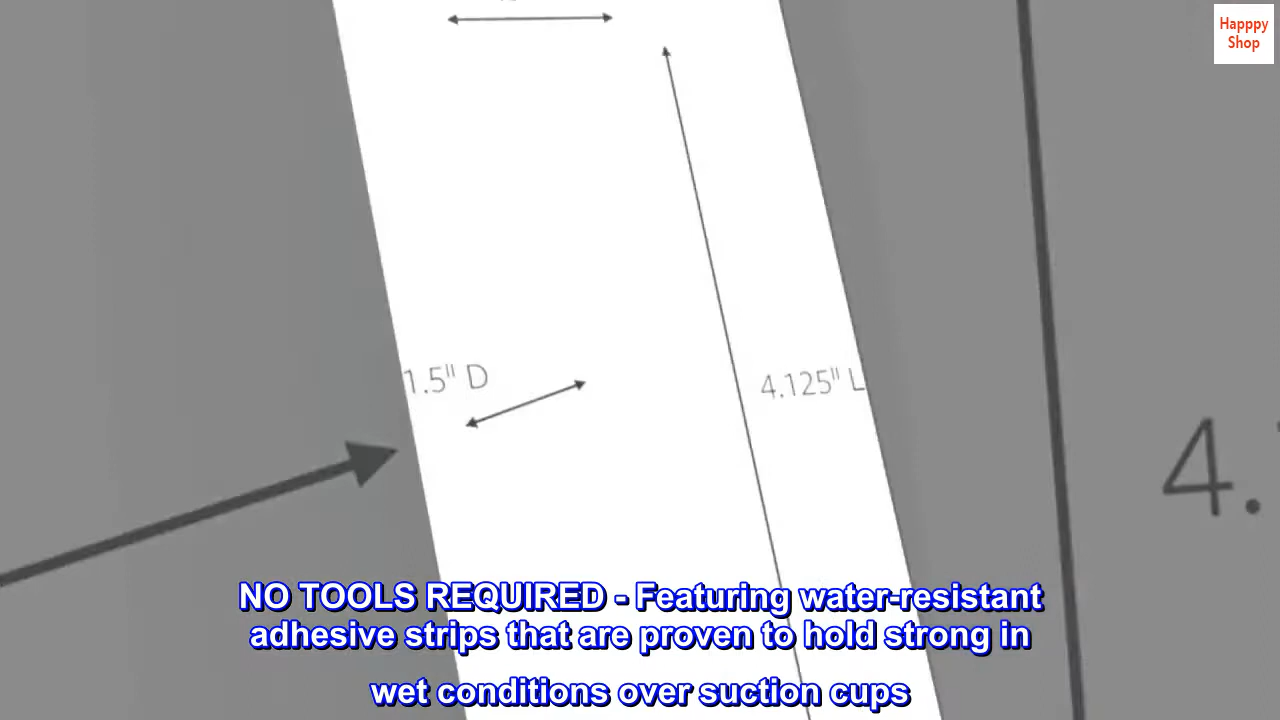 Happpy
Shop
1.5" D
4.125" L
4.
NO TOOLS REQUIRED - Featuring water-resistant
adhesive strips that are proven to hold strong in
wet conditions over suction cups